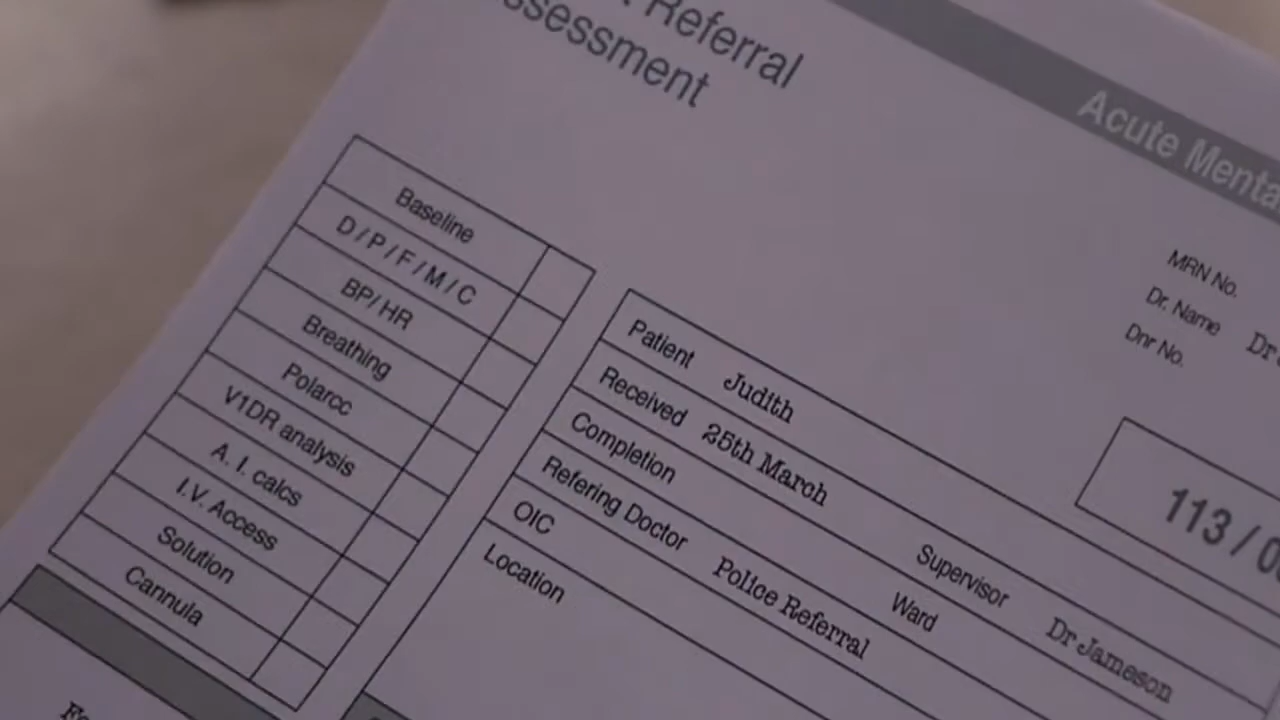 Referral
Assessment
Acute Menta
Baseline
D / P / F / M / C
BP/ HR
Breathing
Polarcc
V1DR analysis
A. I. calcs
I.V. Access
Solution
Cannula
MRN No.
Dr. Name Dr
Dnr No.
113 / 0
Patient Judith
Received 25th March
Completion Supervisor Dr Jameson
Refering Doctor Police Referral Ward
OIC
Location